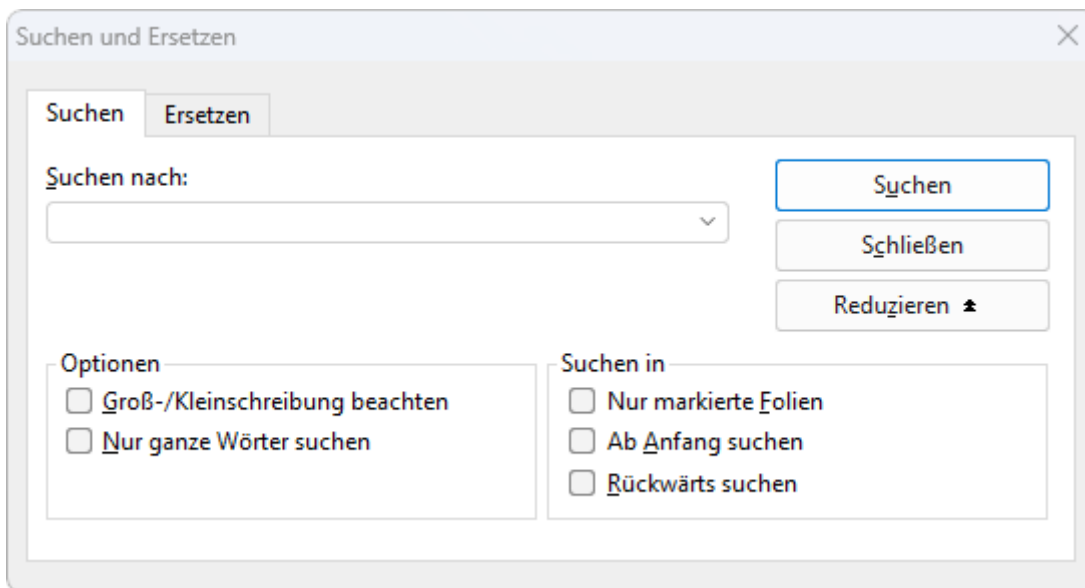 Suchen und Ersetzen
Suchen Ersetzen
Suchen nach:
Suchen
Schließen
Reduzieren
Optionen
Groß-/Kleinschreibung beachten
Nur ganze Wörter suchen
Suchen in
Nur markierte Folien
Ab Anfang suchen
Rückwärts suchen